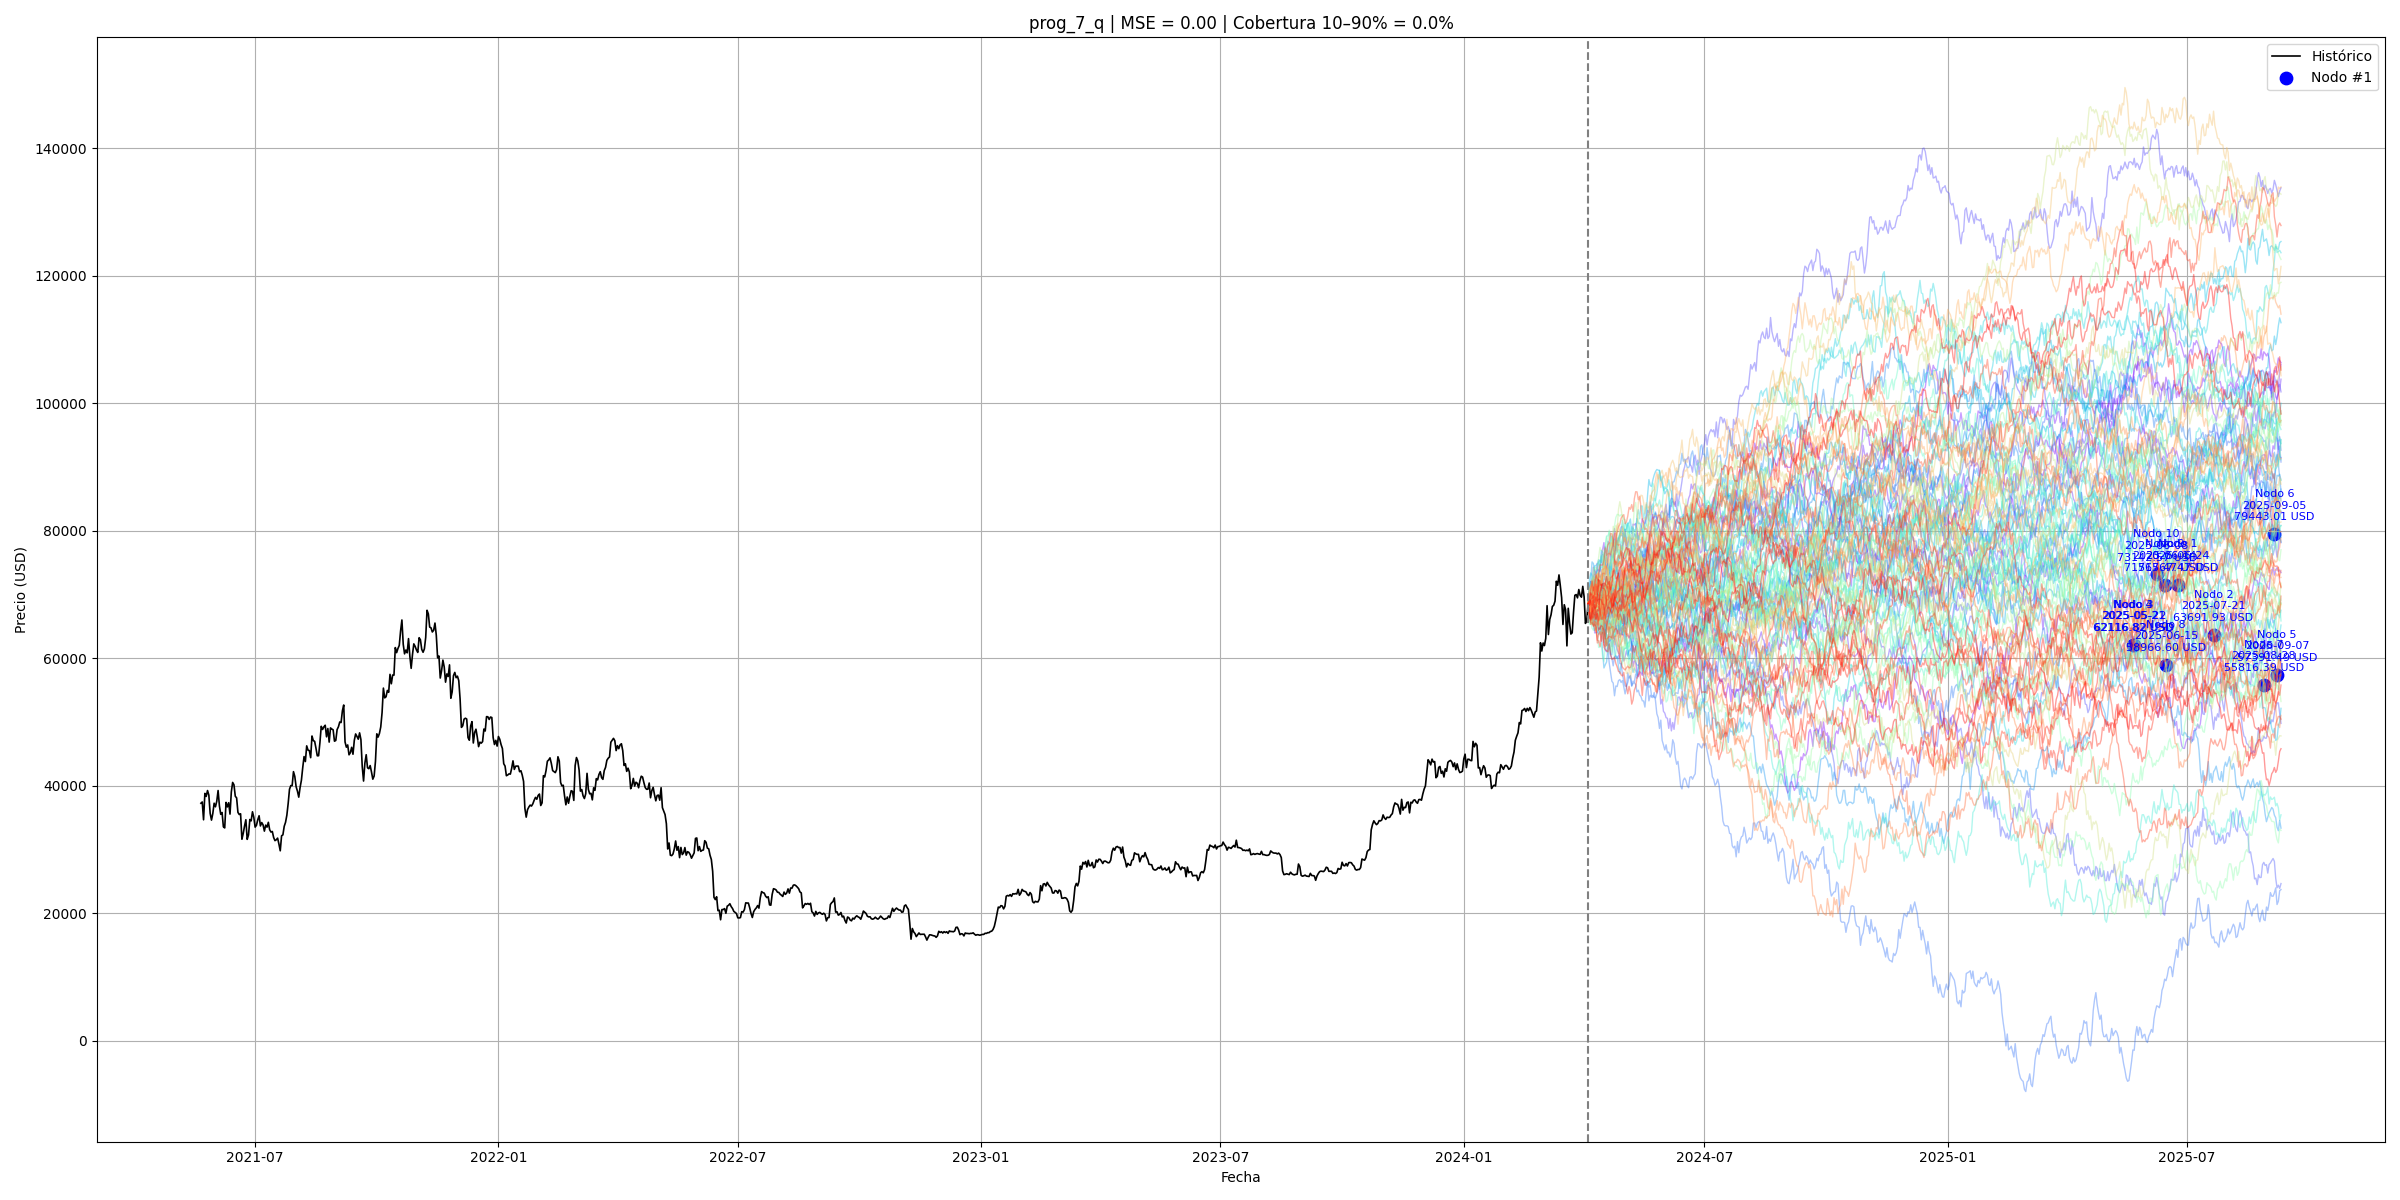 prog_7_q | MSE = 0.00 | Cobertura 10–90% = 0.0%
Histórico
Nodo #1
Precio (USD)
140000
120000
100000
80000
60000
40000
20000
0
Nodo 6
2025-09-05
79443.01 USD
Nodo 10
Nodo 2
2025-07-21
63691.93 USD
2025-06-15
58966.60 USD
Nodo 5
55816.39 USD
2021-07
2022-01
2022-07
2023-01
2023-07
2024-01
2024-07
2025-01
2025-07
Fecha